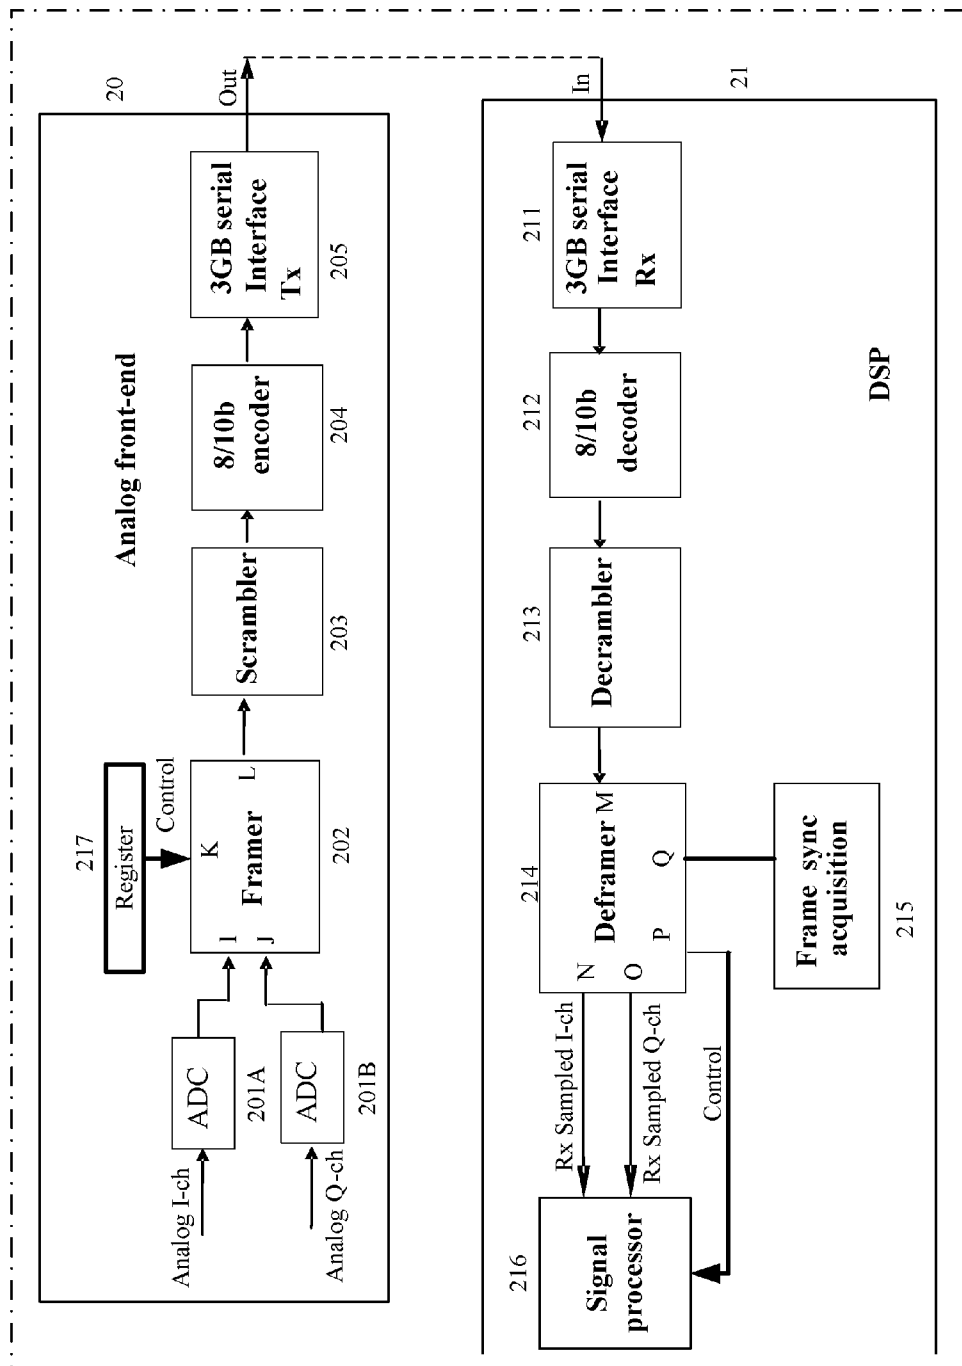 20
Analog front-end
Analog I-ch
Analog Q-ch
ADC
201A
ADC
201B
217
Register
Control
I
J
K
L
Framer
202
Scrambler
203
8/10b
encoder
204
3GB serial
Interface
Tx
205
Out
In
21
DSP
211
3GB serial
Interface
Rx
212
8/10b
decoder
213
Decrambler
214
Deframer
M
N
O
P
Q
Frame sync
acquisition
215
Rx Sampled I-ch
Rx Sampled Q-ch
Control
216
Signal
processor